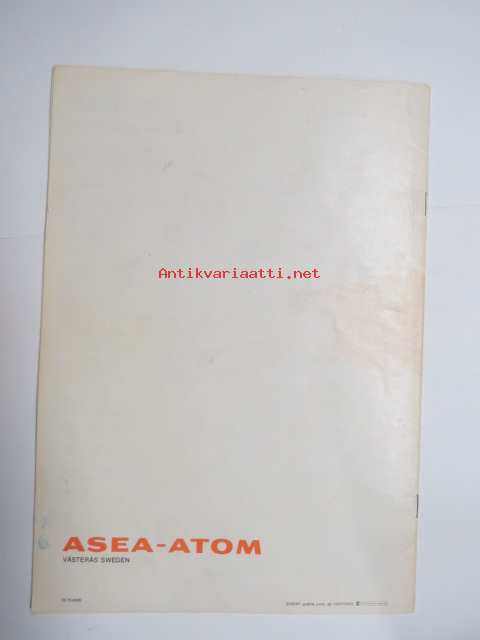 Antikvariaatti.net
ASEA-ATOM
VÄSTERÅS SWEDEN